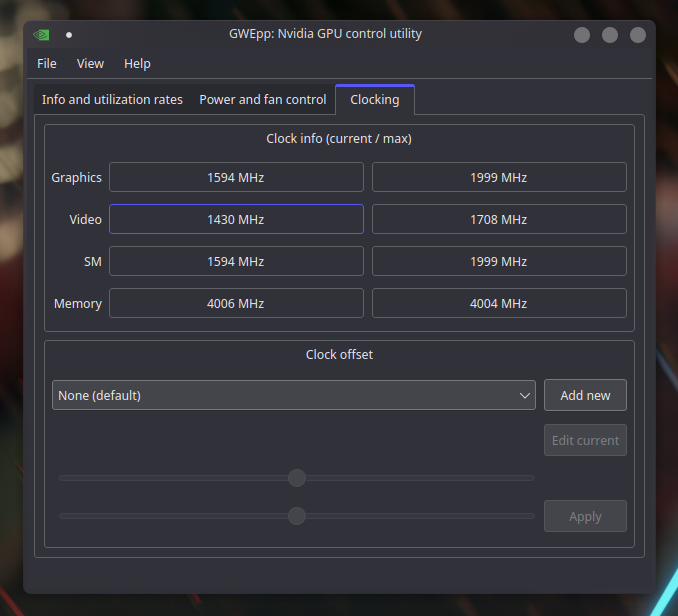 GWEpp: Nvidia GPU control utility
File View Help
Info and utilization rates Power and fan control Clocking
Clock info (current / max)
Graphics 1594 MHz 1999 MHz
Video 1430 MHz 1708 MHz
SM 1594 MHz 1999 MHz
Memory 4006 MHz 4004 MHz
Clock offset
None (default) Add new
Edit current
Apply